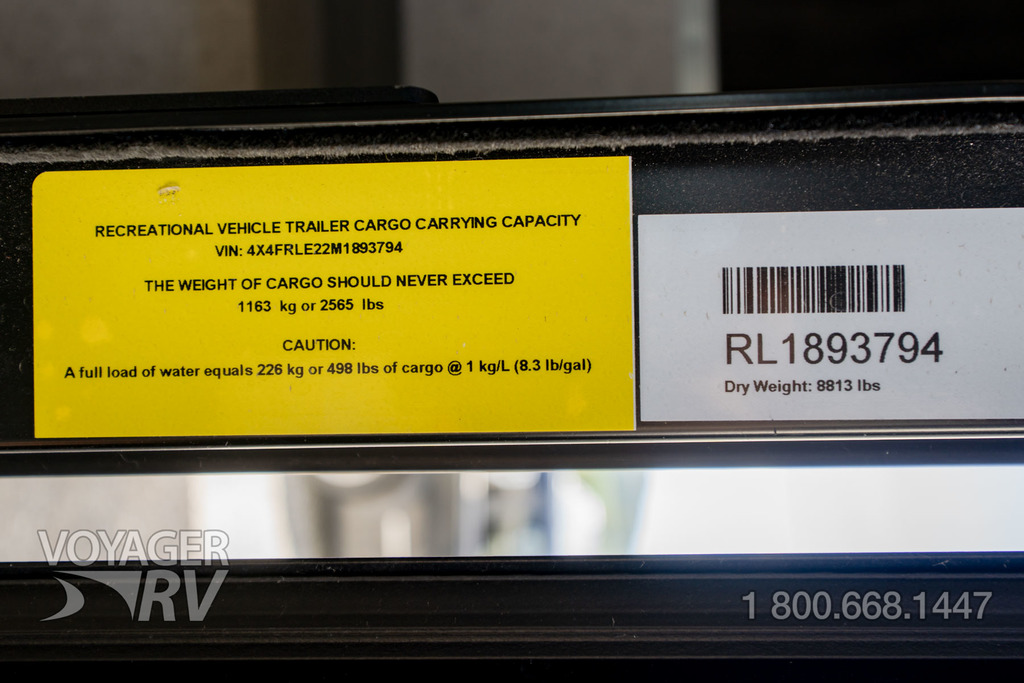 RECREATIONAL VEHICLE TRAILER CARGO CARRYING CAPACITY
VIN: 4X4FRLE22M1893794
THE WEIGHT OF CARGO SHOULD NEVER EXCEED
1163 kg or 2565 lbs
CAUTION:
A full load of water equals 226 kg or 498 lbs of cargo @ 1 kg/L (8.3 lb/gal)
RL1893794
Dry Weight: 8813 lbs
VOYAGER
RV
1 800.668.1447